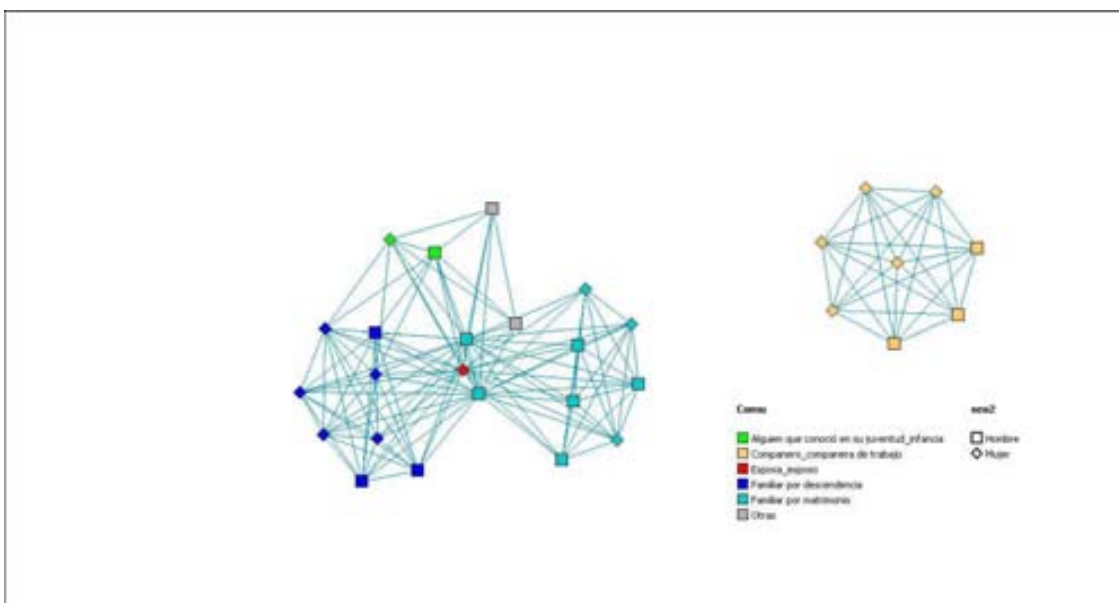 Como
sexo2
Alguien que conoció en su juventud_infancia
Hombre
Companero_companera de trabajo
Mujer
Esposa_esposo
Familiar por descendencia
Familiar por matrimonio
Otras